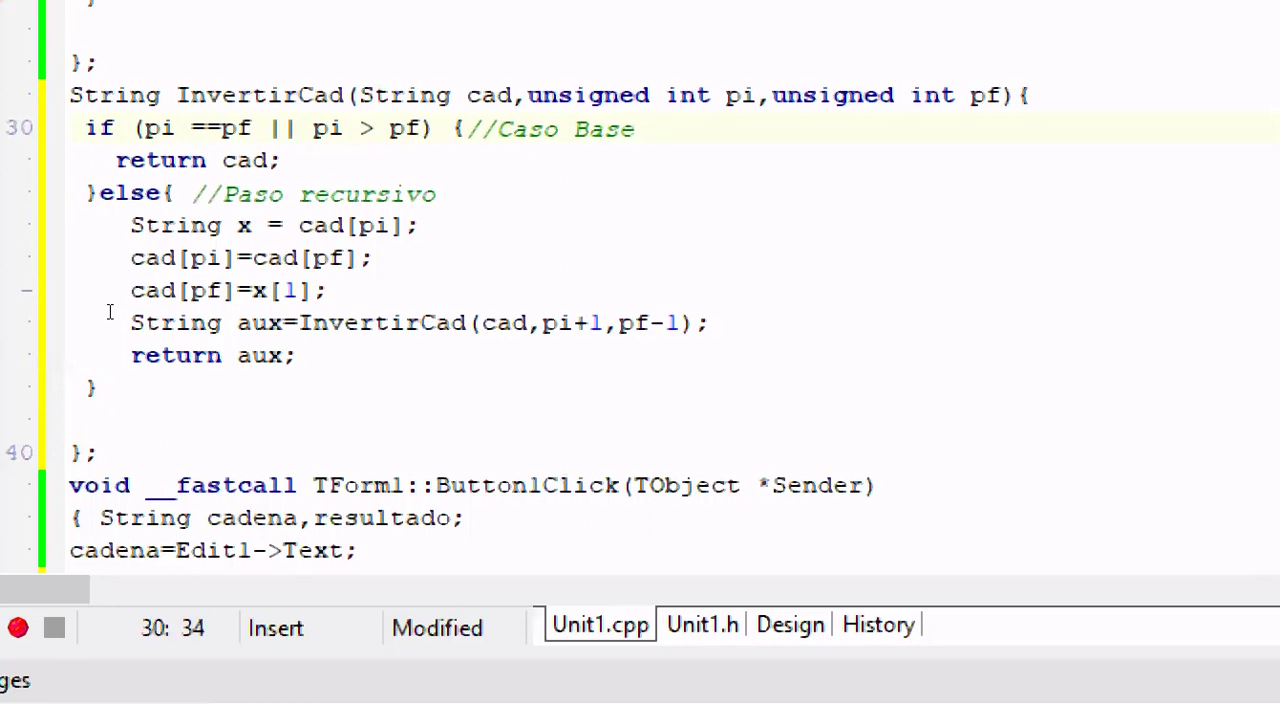 }
};
String InvertirCad(String cad,unsigned int pi,unsigned int pf){
30 if (pi ==pf || pi > pf) {//Caso Base
return cad;
}else{ //Paso recursivo
String x = cad[pi];
cad[pi]=cad[pf];
cad[pf]=x[1];
String aux=InvertirCad(cad,pi+1,pf-1);
return aux;
}
40 };
void __fastcall TForm1::Button1Click(TObject *Sender)
{ String cadena,resultado;
cadena=Edit1->Text;
30: 34 Insert Modified Unit1.cpp Unit1.h Design History
ges